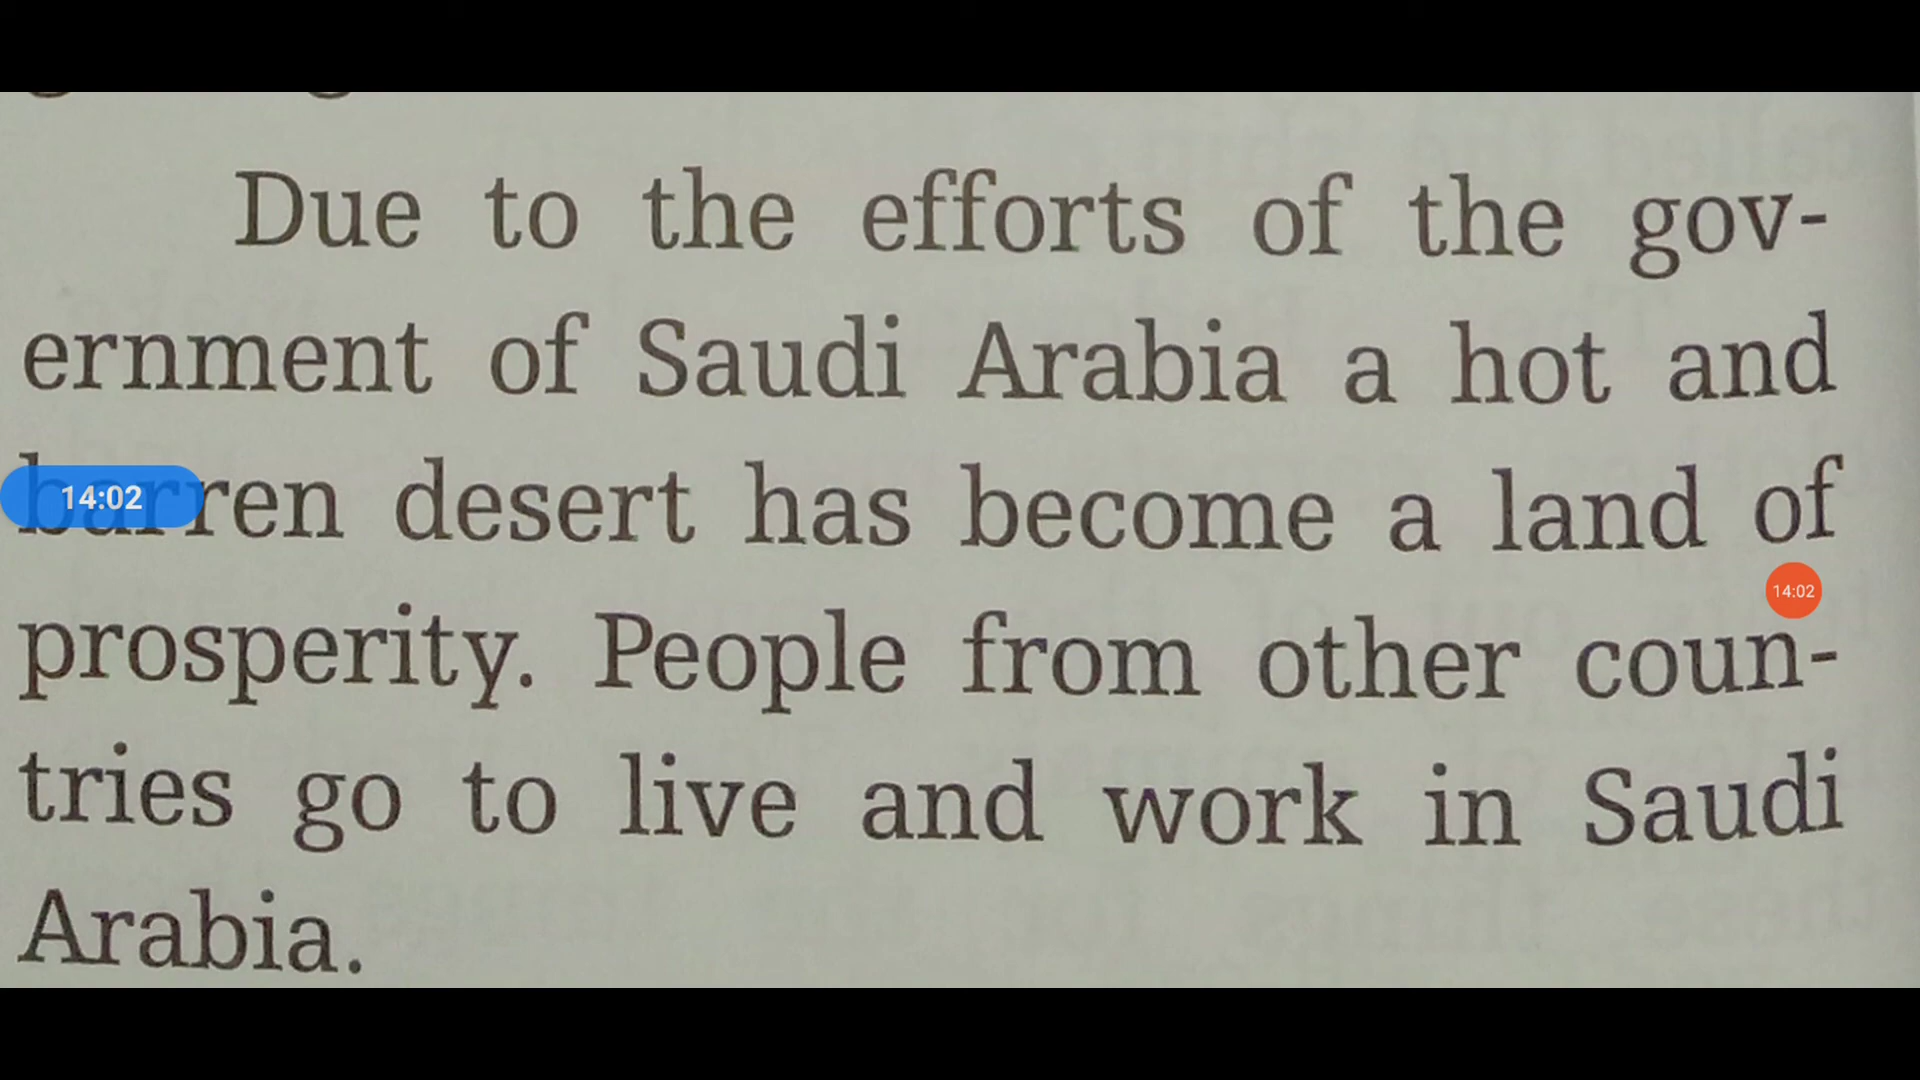 Due to the efforts of the gov-
ernment of Saudi Arabia a hot and
barren desert has become a land of
14:02
14:02
prosperity. People from other coun-
tries go to live and work in Saudi
Arabia.